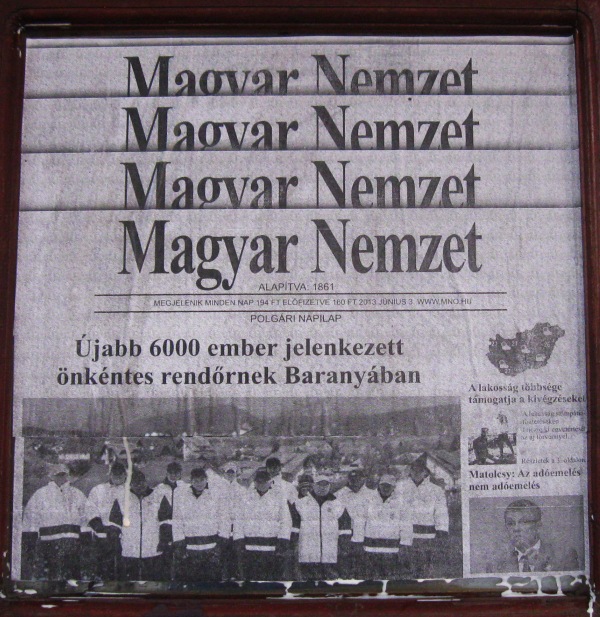 Magyar Nemzet
Magyar Nemzet
Magyar Nemzet
Magyar Nemzet
ALAPÍTVA: 1861
MEGJELENIK MINDEN NAP 194 FT ELŐFIZETVE 160 FT 2013 JÚNIUS 3. WWW.MNO.HU
POLGÁRI NAPILAP
Újabb 6000 ember jelenkezett
önkéntes rendőrnek Baranyában
A lakosság többsége
támogatja a kivégzéseket
Matolcsy: Az adóemelés
nem adóemelés